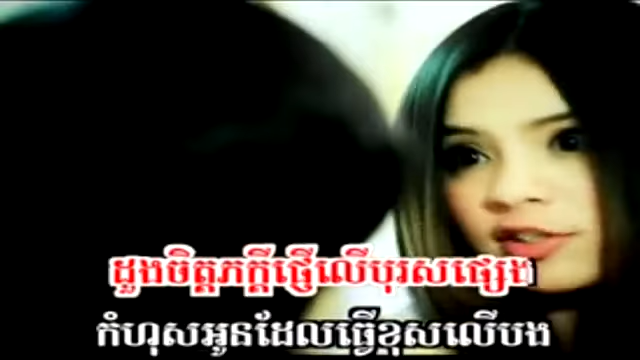 ដួងចិត្តភក្ដីផ្ញើលើបុរសផ្សេង
កំហុសអូនដែលធ្វើខុសលើបង